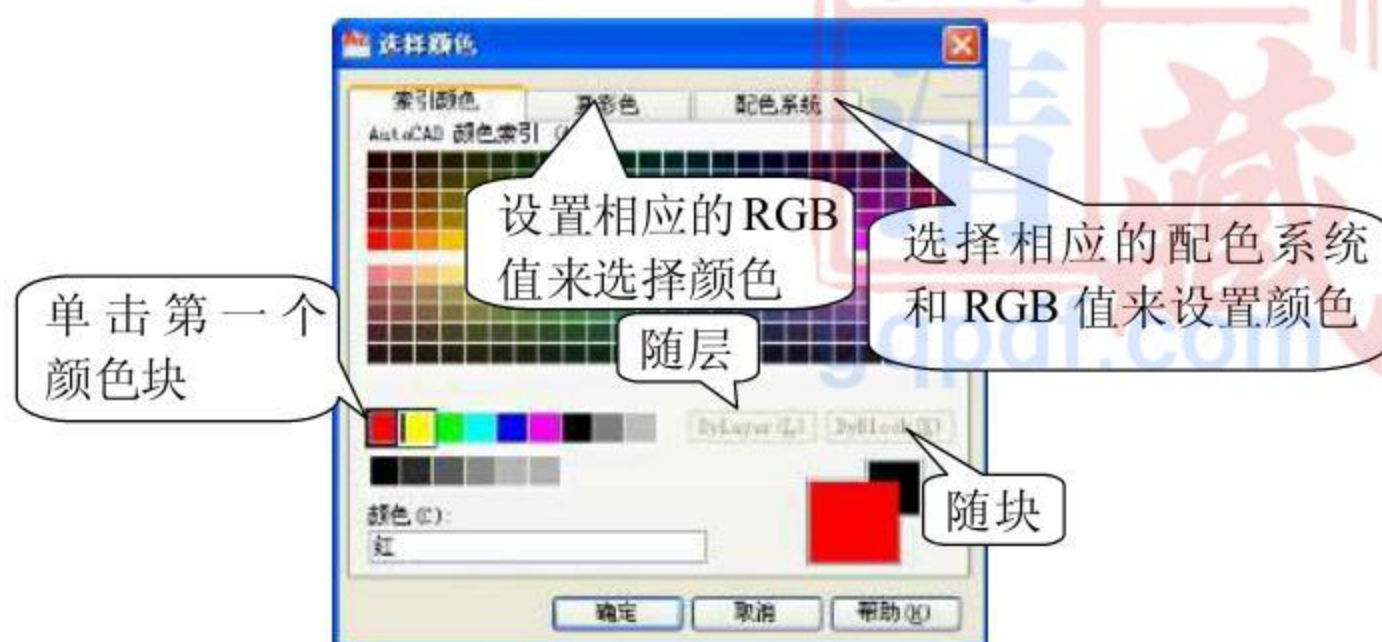 选择颜色
索引颜色 真彩色 配色系统
AutoCAD 颜色索引
设置相应的RGB
值来选择颜色
选择相应的配色系统
和 RGB 值来设置颜色
单击第一个
颜色块
随层
ByLayer(L) ByBlock(K)
随块
颜色(C):
红
确定 取消 帮助(H)